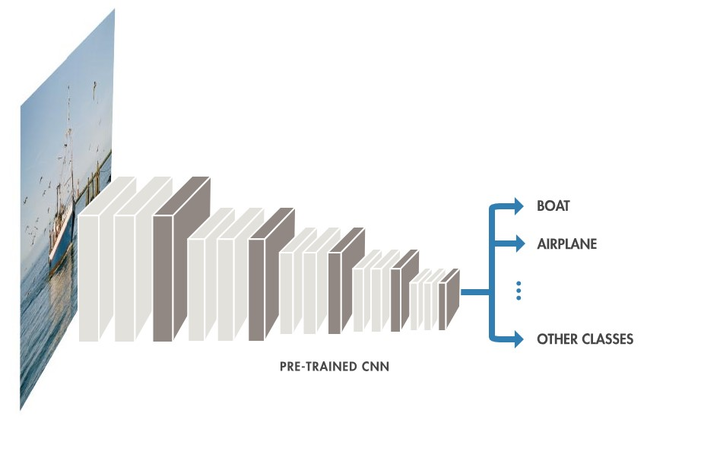 BOAT
AIRPLANE
OTHER CLASSES
PRE-TRAINED CNN